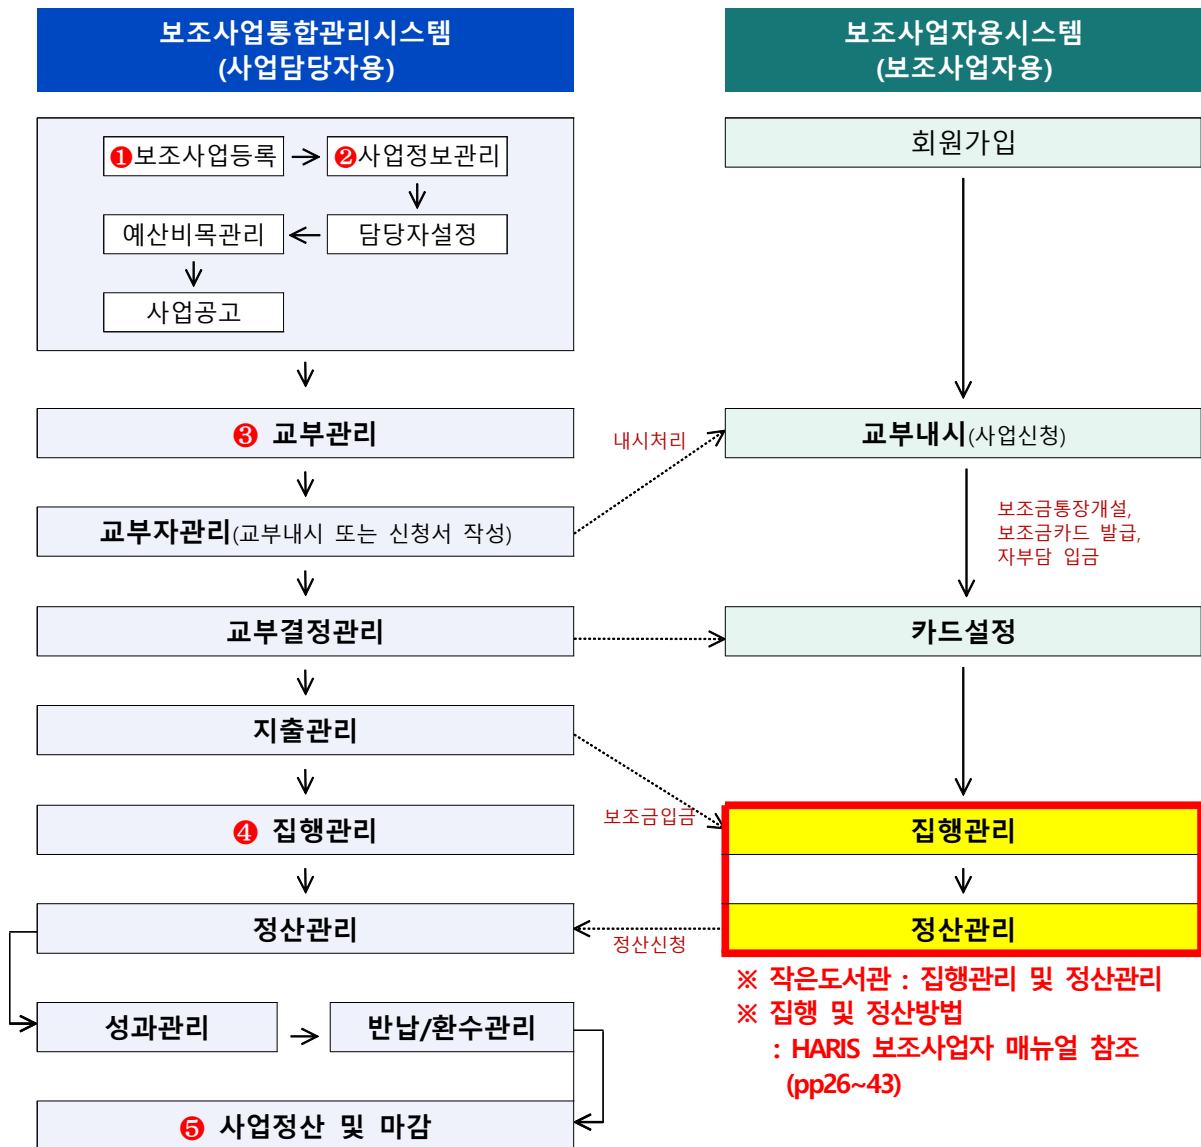 보조사업통합관리시스템
(사업담당자용)
보조사업자용시스템
(보조사업자용)
❶보조사업등록
❷사업정보관리
예산비목관리
담당자설정
사업공고
회원가입
❸ 교부관리
내시처리
교부내시(사업신청)
교부자관리(교부내시 또는 신청서 작성)
보조금통장개설,
보조금카드 발급,
자부담 입금
교부결정관리
카드설정
지출관리
보조금입금
❹ 집행관리
집행관리
정산관리
정산신청
정산관리
※ 작은도서관 : 집행관리 및 정산관리
※ 집행 및 정산방법
: HARIS 보조사업자 매뉴얼 참조
(pp26~43)
성과관리
반납/환수관리
❺ 사업정산 및 마감